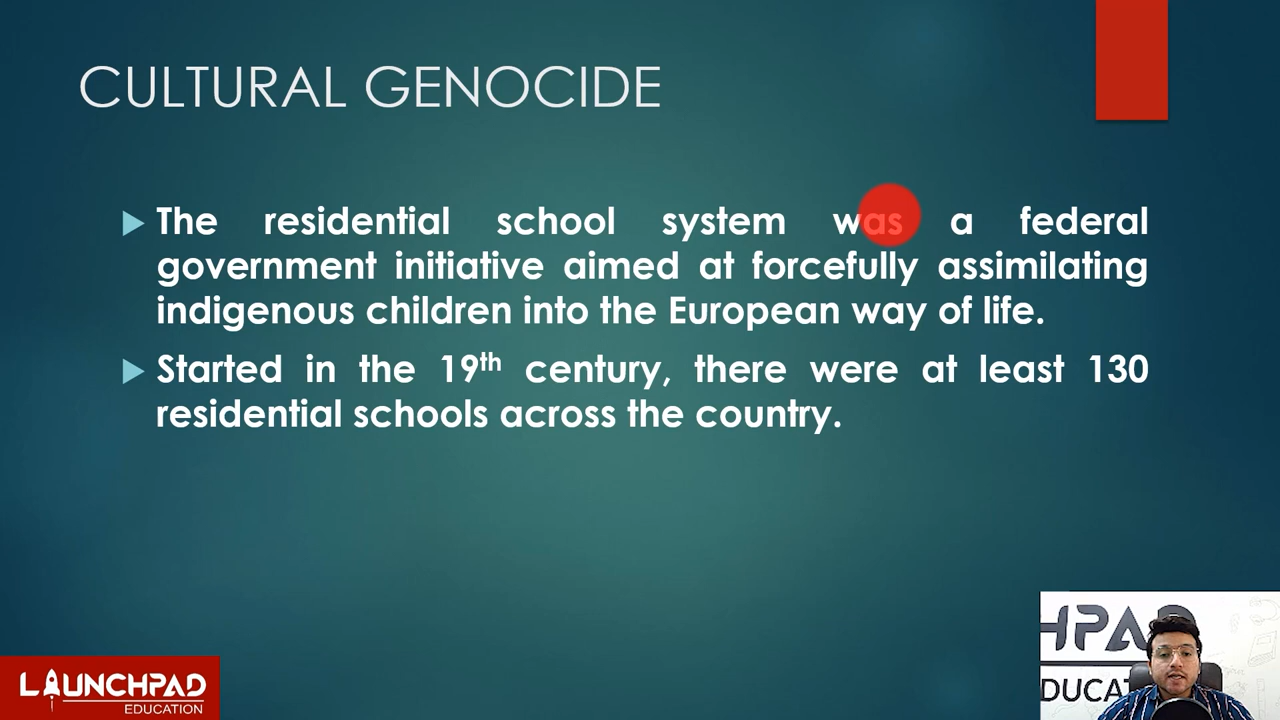 CULTURAL GENOCIDE
The residential school system was a federal
government initiative aimed at forcefully assimilating
indigenous children into the European way of life.
Started in the 19th century, there were at least 130
residential schools across the country.
LAUNCHPAD
EDUCATION
HPAD
EDUCAT